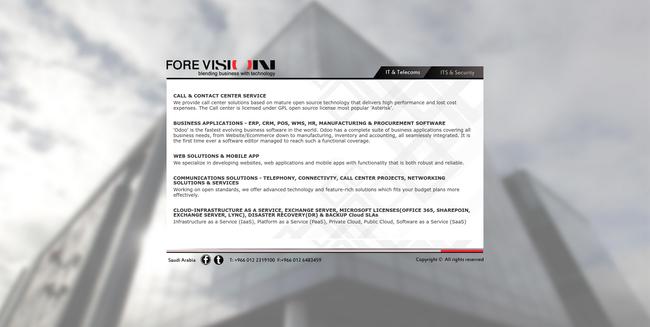 FORE VISION
blending business with technology
IT & Telecoms
ITS & Security
CALL & CONTACT CENTER SERVICE
We provide call center solutions based on mature open source technology that delivers high performance and lost cost
expenses. The Call center is licensed under GPL open source license most popular 'Asterisk'.
BUSINESS APPLICATIONS - ERP, CRM, POS, WMS, HR, MANUFACTURING & PROCUREMENT SOFTWARE
'Odoo' is the fastest evolving business software in the world. Odoo has a complete suite of business applications covering all
business needs, from Website/Ecommerce down to manufacturing, inventory and accounting, all seamlessly integrated. It is
the first time ever a software editor managed to reach such a functional coverage.
WEB SOLUTIONS & MOBILE APP
We specialize in developing websites, web applications and mobile apps with functionality that is both robust and reliable.
COMMUNICATIONS SOLUTIONS - TELEPHONY, CONNECTIVTY, CALL CENTER PROJECTS, NETWORKING
SOLUTIONS & SERVICES
Working on open standards, we offer advanced technology and feature-rich solutions which fits your budget plans more
effectively.
CLOUD-INFRASTRUCTURE AS A SERVICE, EXCHANGE SERVER, MICROSOFT LICENSES(OFFICE 365, SHAREPOIN,
EXCHANGE SERVER, LYNC), DISASTER RECOVERY(DR) & BACKUP Cloud SLAs
Infrastructure as a Service (IaaS), Platform as a Service (PaaS), Private Cloud, Public Cloud, Software as a Service (SaaS)
Saudi Arabia f t T: +966 012 2319100 F:+966 012 6483459 Copyright © All rights reserved